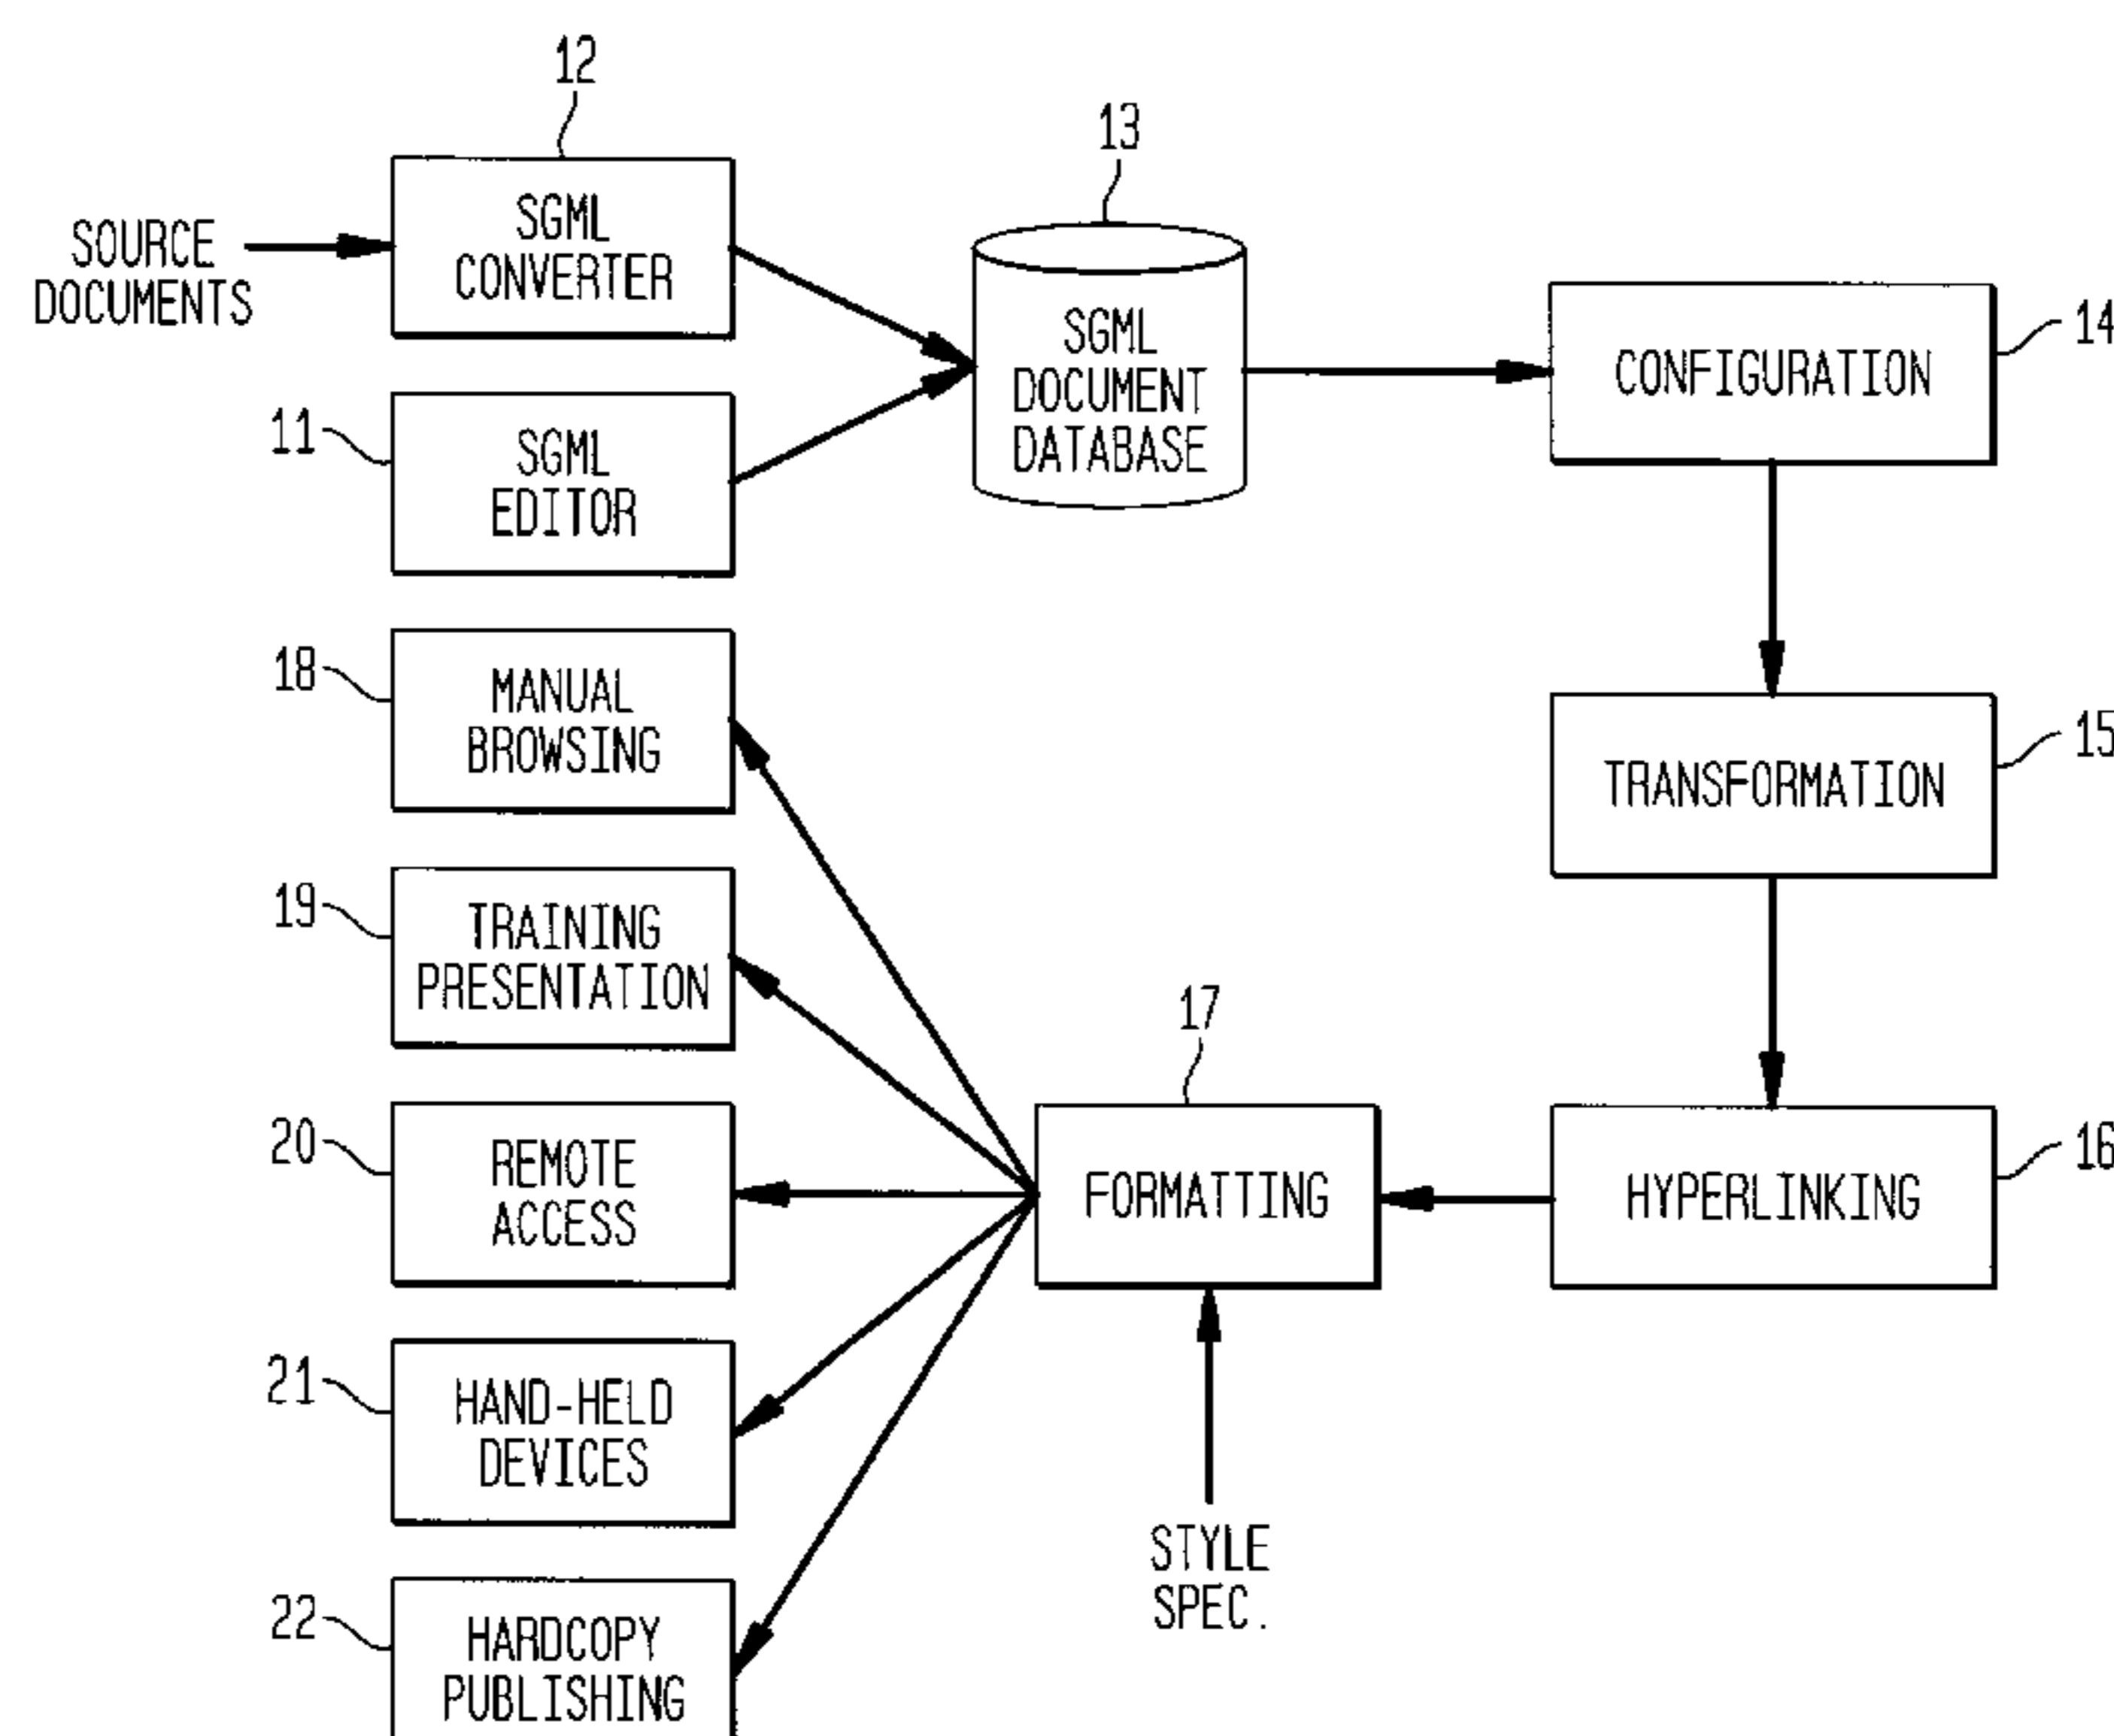 12
SGML
CONVERTER
SOURCE
DOCUMENTS
13
SGML
DOCUMENT
DATABASE
14
CONFIGURATION
11
SGML
EDITOR
18
MANUAL
BROWSING
15
TRANSFORMATION
19
TRAINING
PRESENTATION
17
FORMATTING
16
HYPERLINKING
20
REMOTE
ACCESS
21
HAND-HELD
DEVICES
STYLE
SPEC.
22
HARDCOPY
PUBLISHING